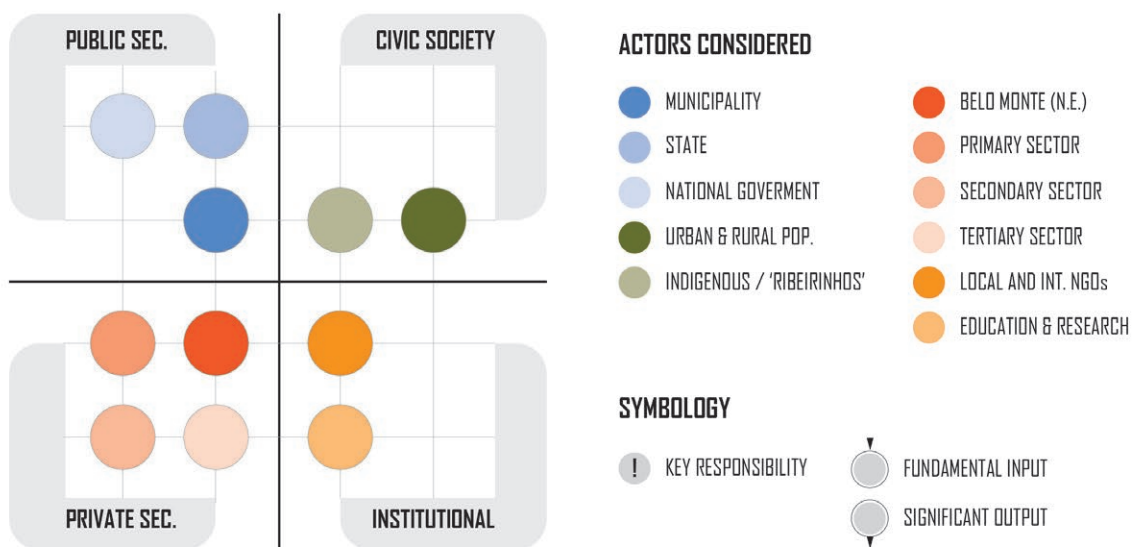 PUBLIC SEC.
CIVIC SOCIETY
PRIVATE SEC.
INSTITUTIONAL
ACTORS CONSIDERED
MUNICIPALITY
STATE
NATIONAL GOVERMENT
URBAN & RURAL POP.
INDIGENOUS / 'RIBEIRINHOS'
BELO MONTE (N.E.)
PRIMARY SECTOR
SECONDARY SECTOR
TERTIARY SECTOR
LOCAL AND INT. NGOs
EDUCATION & RESEARCH
SYMBOLOGY
! KEY RESPONSIBILITY
FUNDAMENTAL INPUT
SIGNIFICANT OUTPUT